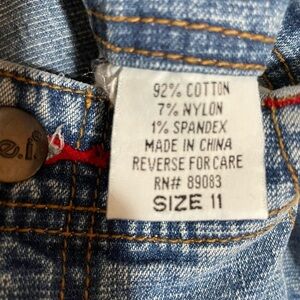 92% COTTON
7% NYLON
1% SPANDEX
MADE IN CHINA
REVERSE FOR CARE
RN# 89083
SIZE 11
e.i.